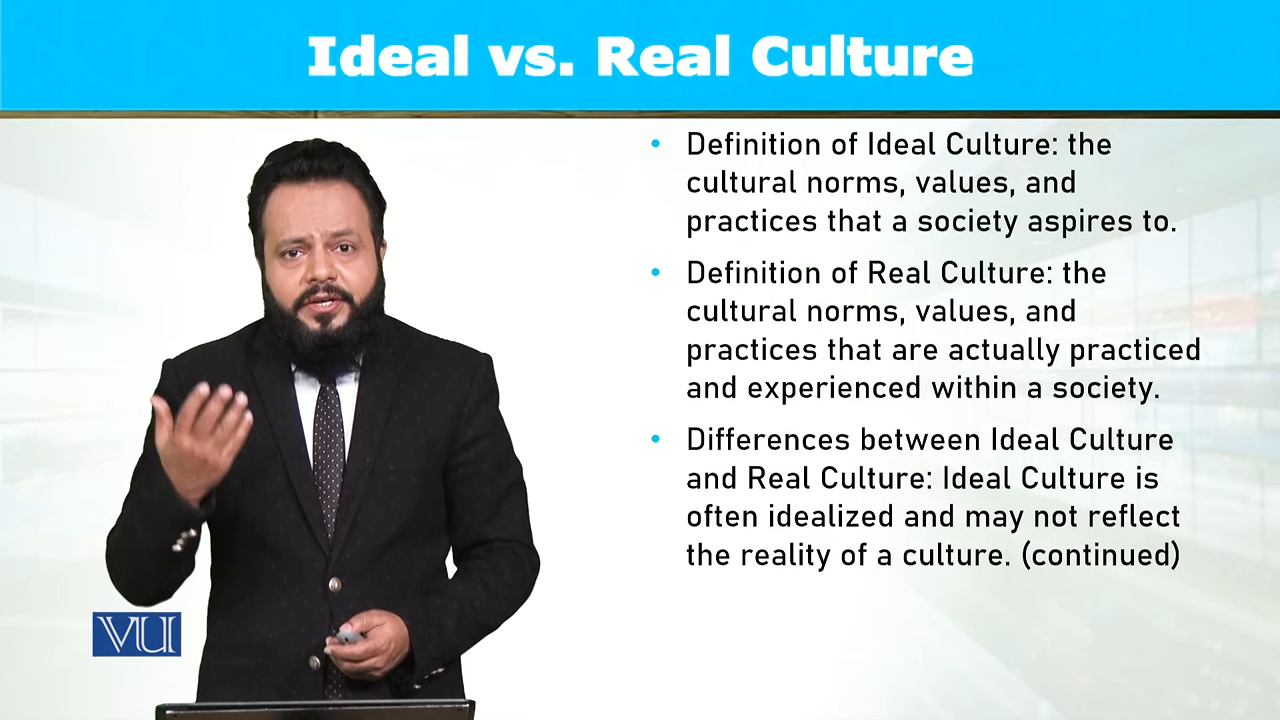 Ideal vs. Real Culture
• Definition of Ideal Culture: the
cultural norms, values, and
practices that a society aspires to.
• Definition of Real Culture: the
cultural norms, values, and
practices that are actually practiced
and experienced within a society.
• Differences between Ideal Culture
and Real Culture: Ideal Culture is
often idealized and may not reflect
the reality of a culture. (continued)
VU